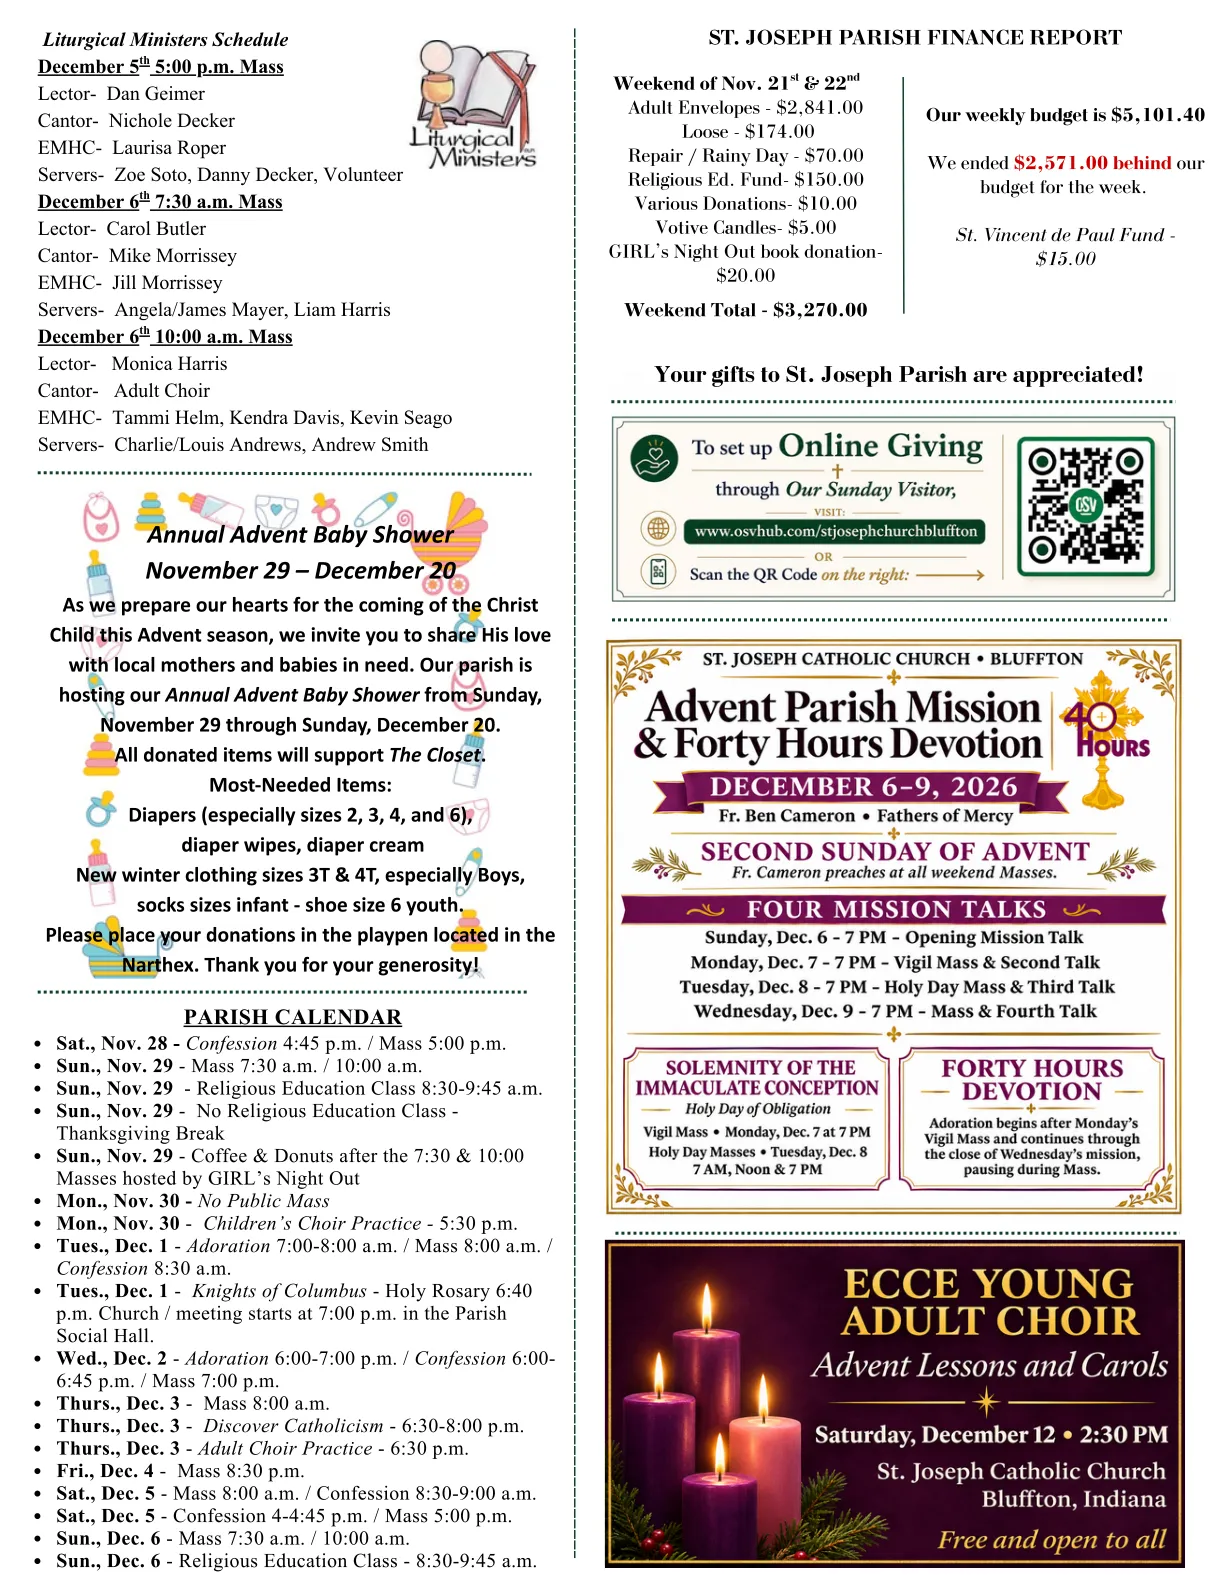 Liturgical Ministers Schedule
December 5th 5:00 p.m. Mass
Lector- Dan Geimer
Cantor- Nichole Decker
EMHC- Laurisa Roper
Servers- Zoe Soto, Danny Decker, Volunteer
December 6th 7:30 a.m. Mass
Lector- Carol Butler
Cantor- Mike Morrissey
EMHC- Jill Morrissey
Servers- Angela/James Mayer, Liam Harris
December 6th 10:00 a.m. Mass
Lector- Monica Harris
Cantor- Adult Choir
EMHC- Tammi Helm, Kendra Davis, Kevin Seago
Servers- Charlie/Louis Andrews, Andrew Smith
Liturgical
Ministers
Annual Advent Baby Shower
November 29 – December 20
As we prepare our hearts for the coming of the Christ
Child this Advent season, we invite you to share His love
with local mothers and babies in need. Our parish is
hosting our Annual Advent Baby Shower from Sunday,
November 29 through Sunday, December 20.
All donated items will support The Closet.
Most-Needed Items:
Diapers (especially sizes 2, 3, 4, and 6),
diaper wipes, diaper cream
New winter clothing sizes 3T & 4T, especially Boys,
socks sizes infant - shoe size 6 youth.
Please place your donations in the playpen located in the
Narthex. Thank you for your generosity!
PARISH CALENDAR
• Sat., Nov. 28 - Confession 4:45 p.m. / Mass 5:00 p.m.
• Sun., Nov. 29 - Mass 7:30 a.m. / 10:00 a.m.
• Sun., Nov. 29 - Religious Education Class 8:30-9:45 a.m.
• Sun., Nov. 29 - No Religious Education Class -
Thanksgiving Break
• Sun., Nov. 29 - Coffee & Donuts after the 7:30 & 10:00
Masses hosted by GIRL's Night Out
• Mon., Nov. 30 - No Public Mass
• Mon., Nov. 30 - Children's Choir Practice - 5:30 p.m.
• Tues., Dec. 1 - Adoration 7:00-8:00 a.m. / Mass 8:00 a.m. /
Confession 8:30 a.m.
• Tues., Dec. 1 - Knights of Columbus - Holy Rosary 6:40
p.m. Church / meeting starts at 7:00 p.m. in the Parish
Social Hall.
• Wed., Dec. 2 - Adoration 6:00-7:00 p.m. / Confession 6:00-
6:45 p.m. / Mass 7:00 p.m.
• Thurs., Dec. 3 - Mass 8:00 a.m.
• Thurs., Dec. 3 - Discover Catholicism - 6:30-8:00 p.m.
• Thurs., Dec. 3 - Adult Choir Practice - 6:30 p.m.
• Fri., Dec. 4 - Mass 8:30 p.m.
• Sat., Dec. 5 - Mass 8:00 a.m. / Confession 8:30-9:00 a.m.
• Sat., Dec. 5 - Confession 4-4:45 p.m. / Mass 5:00 p.m.
• Sun., Dec. 6 - Mass 7:30 a.m. / 10:00 a.m.
• Sun., Dec. 6 - Religious Education Class - 8:30-9:45 a.m.
ST. JOSEPH PARISH FINANCE REPORT
Weekend of Nov. 21st & 22nd
Adult Envelopes - $2,841.00
Loose - $174.00
Repair / Rainy Day - $70.00
Religious Ed. Fund- $150.00
Various Donations- $10.00
Votive Candles- $5.00
GIRL's Night Out book donation-
$20.00
Weekend Total - $3,270.00
Our weekly budget is $5,101.40
We ended $2,571.00 behind our
budget for the week.
St. Vincent de Paul Fund -
$15.00
Your gifts to St. Joseph Parish are appreciated!
To set up Online Giving
through Our Sunday Visitor,
VISIT:
www.osvhub.com/stjosephchurchbluffton
OR
Scan the QR Code on the right:
OSV
ST. JOSEPH CATHOLIC CHURCH • BLUFFTON
Advent Parish Mission
& Forty Hours Devotion
40
HOURS
DECEMBER 6–9, 2026
Fr. Ben Cameron • Fathers of Mercy
SECOND SUNDAY OF ADVENT
Fr. Cameron preaches at all weekend Masses.
FOUR MISSION TALKS
Sunday, Dec. 6 - 7 PM – Opening Mission Talk
Monday, Dec. 7 - 7 PM – Vigil Mass & Second Talk
Tuesday, Dec. 8 - 7 PM – Holy Day Mass & Third Talk
Wednesday, Dec. 9 - 7 PM – Mass & Fourth Talk
SOLEMNITY OF THE
IMMACULATE CONCEPTION
Holy Day of Obligation
Vigil Mass • Monday, Dec. 7 at 7 PM
Holy Day Masses • Tuesday, Dec. 8
7 AM, Noon & 7 PM
FORTY HOURS
DEVOTION
Adoration begins after Monday's
Vigil Mass and continues through
the close of Wednesday's mission,
pausing during Mass.
ECCE YOUNG
ADULT CHOIR
Advent Lessons and Carols
Saturday, December 12 • 2:30 PM
St. Joseph Catholic Church
Bluffton, Indiana
Free and open to all